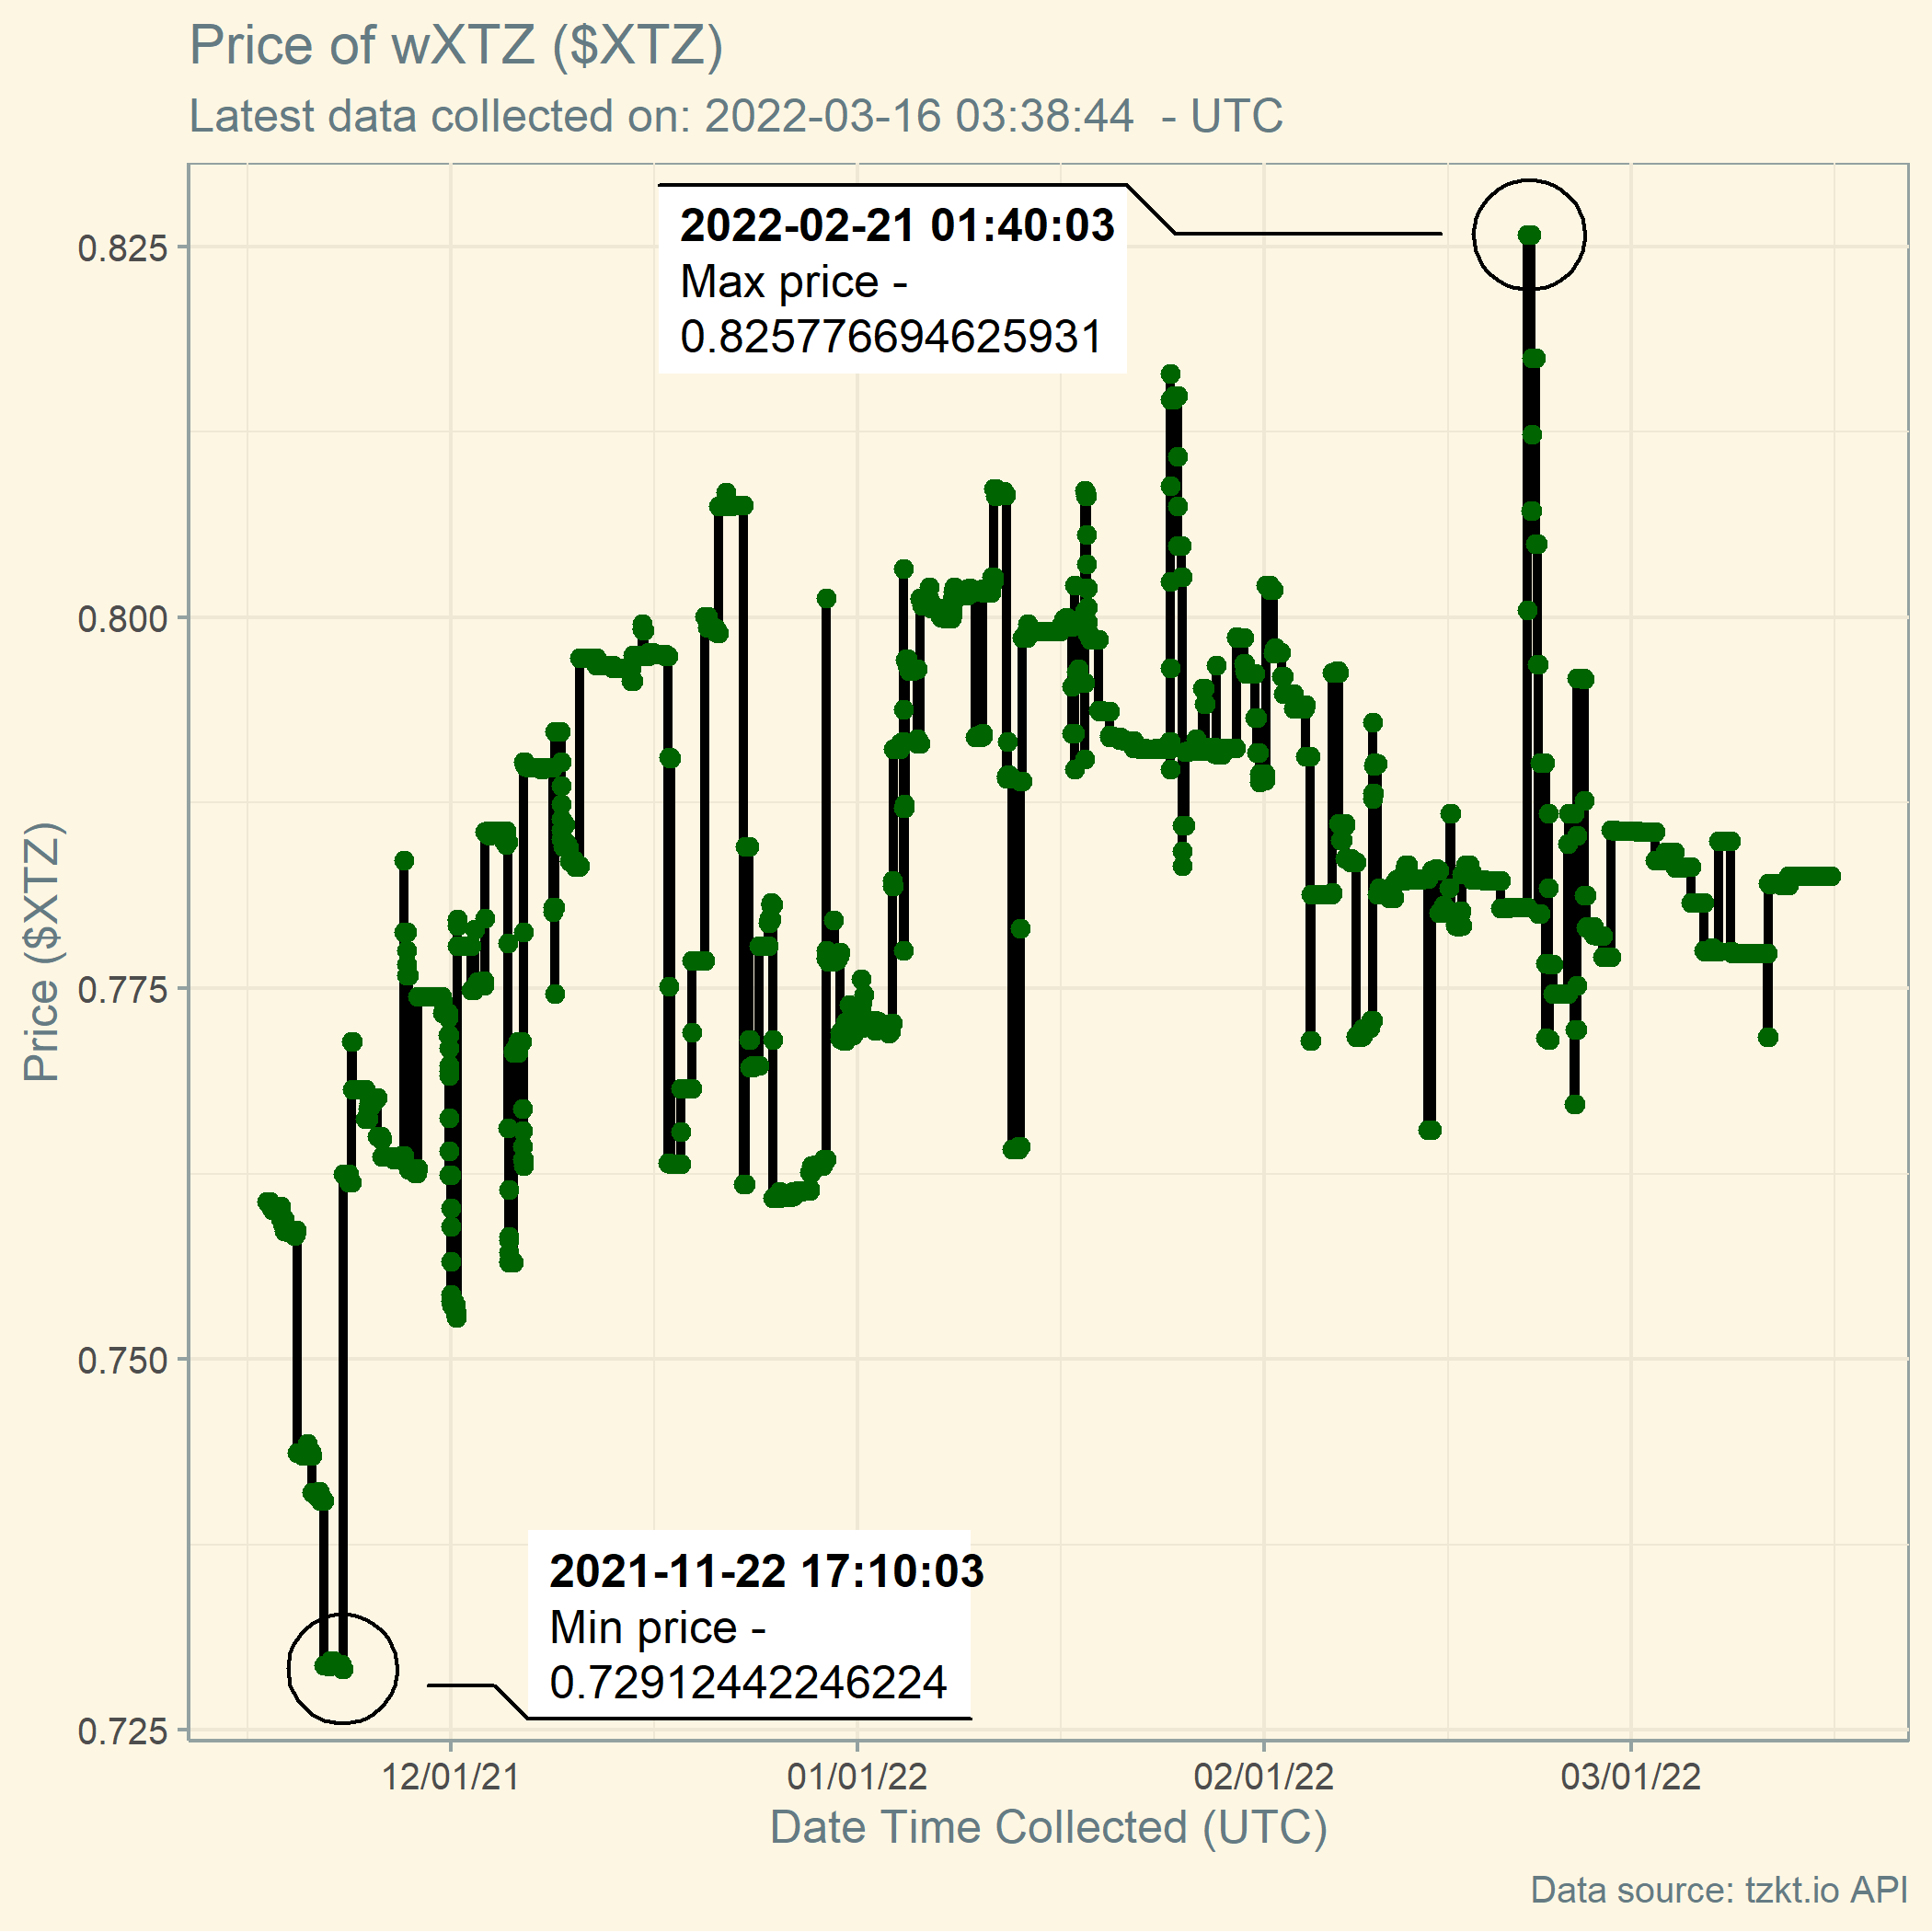 Price of wXTZ ($XTZ)
Latest data collected on: 2022-03-16 03:38:44  - UTC
2022-02-21 01:40:03
Max price -
0.825776694625931
0.825
0.800
0.775
0.750
0.725
Price ($XTZ)
2021-11-22 17:10:03
Min price -
0.72912442246224
12/01/21
01/01/22
02/01/22
03/01/22
Date Time Collected (UTC)
Data source: tzkt.io API